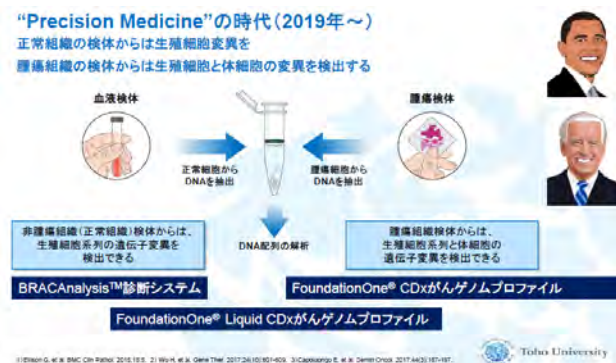 “Precision Medicine”の時代(2019年~)
正常組織の検体からは生殖細胞変異を
腫瘍組織の検体からは生殖細胞と体細胞の変異を検出する
血液検体
腫瘍検体
正常細胞から
DNAを抽出
腫瘍細胞から
DNAを抽出
非腫瘍組織(正常組織)検体からは、
生殖細胞系列の遺伝子変異を
検出できる
DNA配列の解析
腫瘍組織検体からは、
生殖細胞系列と体細胞の
遺伝子変異を検出できる
BRACAnalysis™診断システム
FoundationOne® CDxがんゲノムプロファイル
FoundationOne® Liquid CDxがんゲノムプロファイル
Toho University